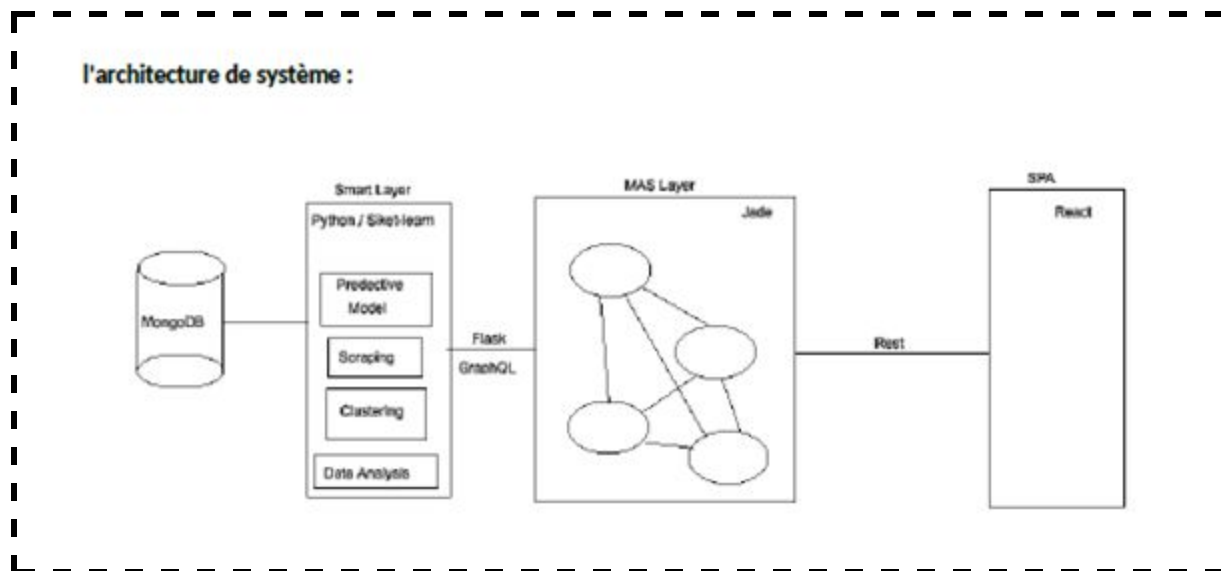 l'architecture de système :
Smart Layer
MAS Layer
SPA
Python / Siket-learn
Jade
React
Predective
Model
MongoDB
Scraping
Flask
GraphQL
Rest
Clastering
Data Analysis